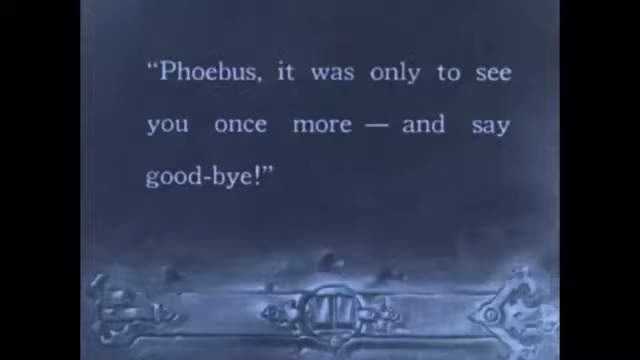 “Phoebus, it was only to see
you once more — and say
good-bye!”